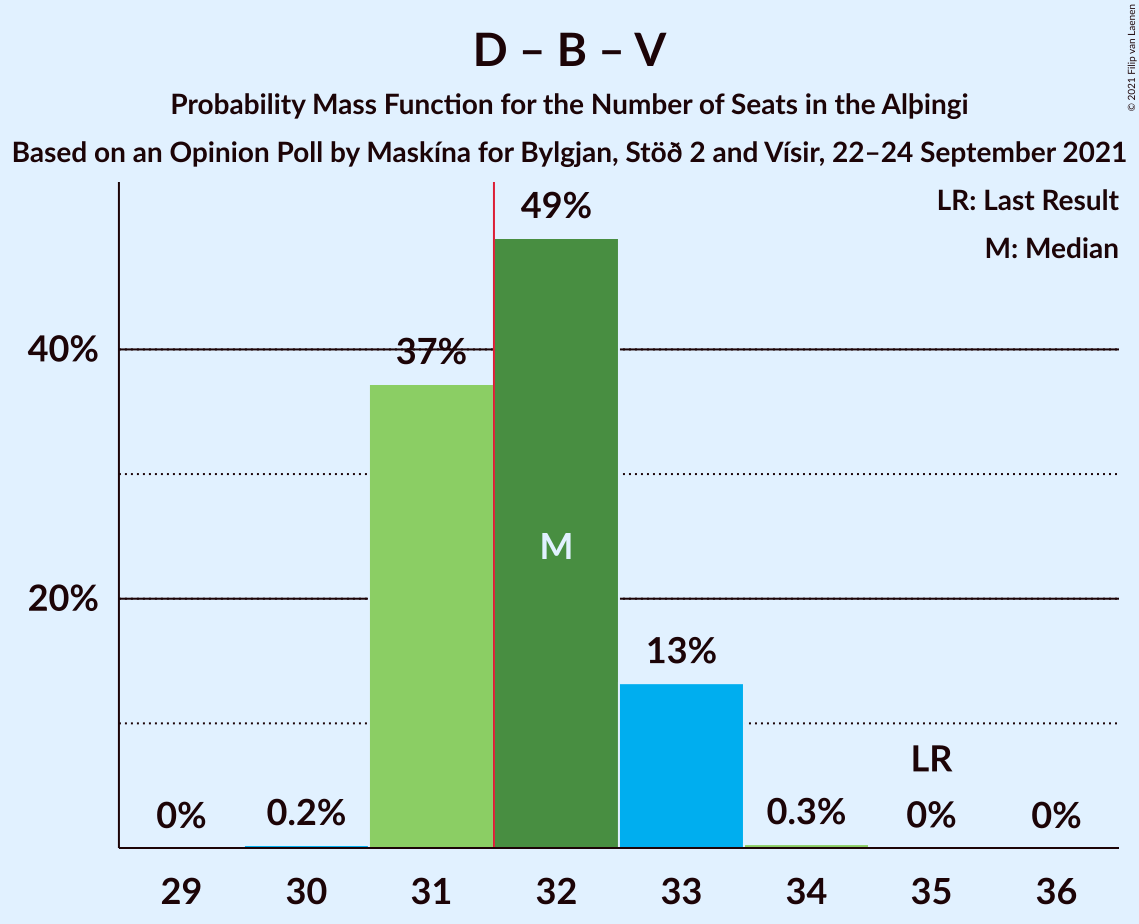 D – B – V
Probability Mass Function for the Number of Seats in the Alþingi
Based on an Opinion Poll by Maskína for Bylgjan, Stöð 2 and Vísir, 22–24 September 2021
© 2021 Filip van Laenen
LR: Last Result
M: Median
49%
40%
37%
M
20%
13%
LR
0%
0.2%
0.3%
0%
0%
29 30 31 32 33 34 35 36